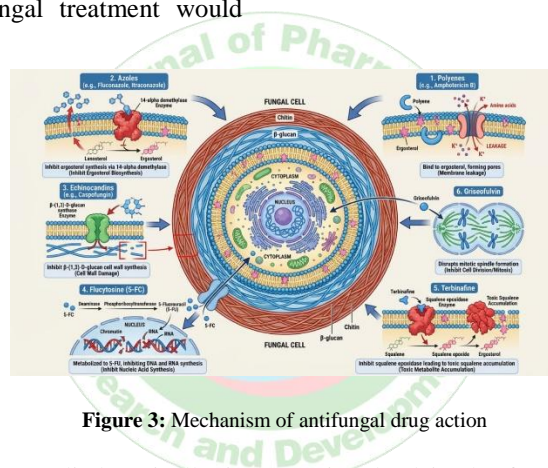 ngal treatment would
nal of Pharm
2. Azoles
(e.g., Fluconazole, Itraconazole)
14-alpha demethylase
Enzyme
Lanosterol
Ergosterol
Inhibit ergosterol synthesis via 14-alpha demethylase
(Inhibit Ergosterol Biosynthesis)
3. Echinocandins
(e.g., Caspofungin)
β-(1,3) D-glucan
synthase
Enzyme
Inhibit β-(1,3) D-glucan cell wall synthesis
(Cell Wall Damage)
4. Flucytosine (5-FC)
5-FC
Deaminase
Phosphoribosyltransferase
5-Fluorouracil
(5-FU)
NUCLEUS
Chromatin
DNA
RNA
Metabolized to 5-FU, inhibiting DNA and RNA synthesis
(Inhibit Nucleic Acid Synthesis)
FUNGAL CELL
Chitin
β-glucan
CYTOPLASM
NUCLEUS
CYTOPLASM
5-FC
Chitin
β-glucan
FUNGAL CELL
1. Polyenes
(e.g., Amphotericin B)
Polyene
K⁺
Amino acids
K⁺
LEAKAGE
Ergosterol
K⁺
Bind to ergosterol, forming pores
(Membrane leakage)
6. Griseofulvin
Griseofulvin
Disrupts mitotic spindle formation
(Inhibit Cell Division/Mitosis)
5. Terbinafine
Terbinafine
Squalene epoxidase
Enzyme
Toxic Squalene
Accumulation
Squalene
Squalene epoxide
Ergosterol
Inhibit squalene epoxidase leading to toxic squalene accumulation
(Toxic Metabolite Accumulation)
Figure 3: Mechanism of antifungal drug action
earch and Develop